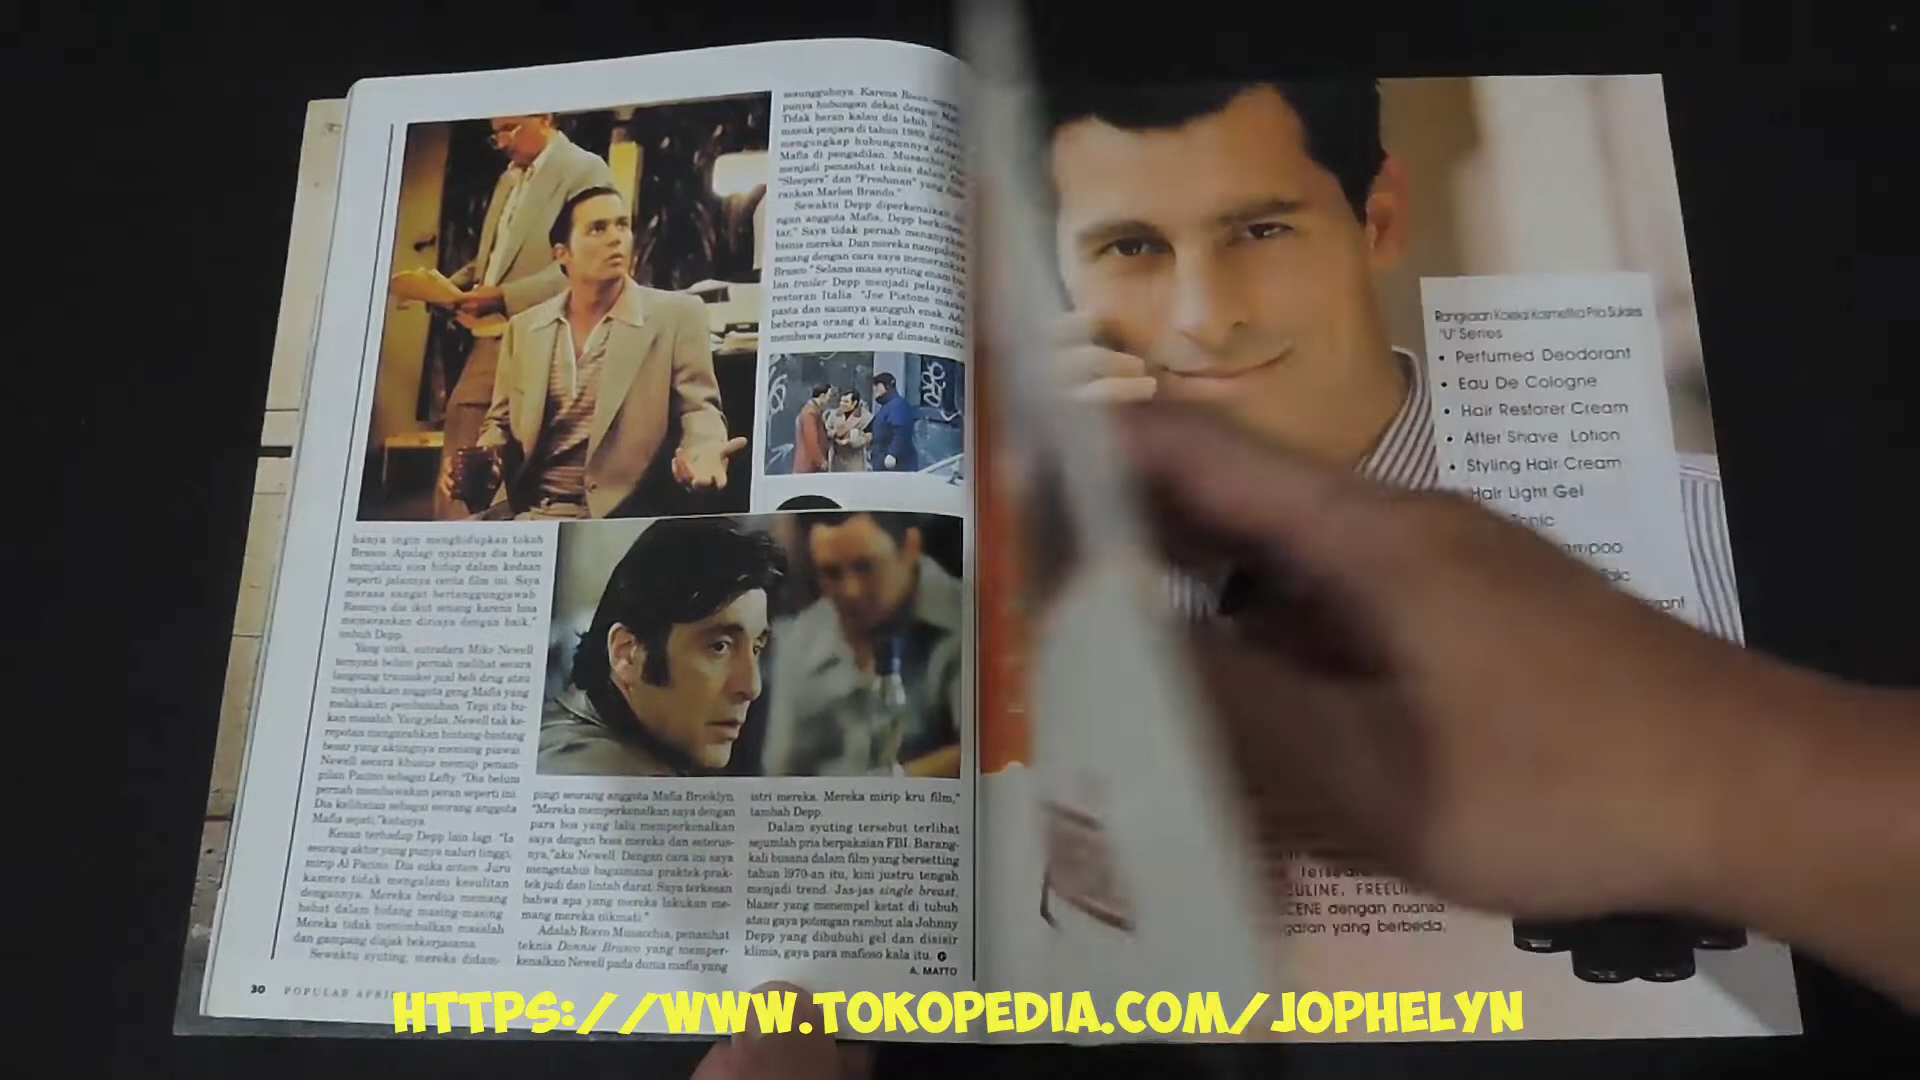 sesungguhnya. Karena Rocco
punya hubungan dekat dengan
Tidak heran kalau dia lebih
masuk penjara di tahun 1989,
mengungkap hubungannya
Mafia di pengadilan. Musacchia
menjadi penasihat teknis dalam
"Sleepers" dan "Freshman" yang
rankan Marlon Brando."
Sewaktu Depp diperkenalkan
ngan anggota Mafia, Depp
tar," Saya tidak pernah menanyakan
bisnis mereka. Dan mereka nampaknya
senang dengan cara saya memerankan
Brasco." Selama masa syuting enam
lan trailer Depp menjadi pelayan
restoran Italia. "Joe Pistone
pasta dan sausnya sungguh enak. Ada
beberapa orang di kalangan mereka
membawa pastries yang dimasak istri
hanya ingin menghidupkan tokoh
Brasco. Apalagi nyatanya dia harus
menjalani sisa hidup dalam keadaan
seperti jalannya cerita film ini. Saya
merasa sangat bertanggungjawab.
Rasanya dia ikut senang karena bisa
memerankan dirinya dengan baik,"
imbuh Depp.
Yang unik, sutradara Mike Newell
ternyata belum pernah melihat secara
langsung transaksi jual beli drug atau
menyaksikan anggota geng Mafia yang
melakukan pembunuhan. Tapi itu bu-
kan masalah. Yang jelas, Newell tak ke-
repotan mengarahkan bintang-bintang
besar yang aktingnya memang piawai.
Newell secara khusus memuji penam-
pilan Pacino sebagai Lefty. "Dia belum
pernah membawakan peran seperti ini.
Dia kelihatan sebagai seorang anggota
Mafia sejati," katanya.
Kesan terhadap Depp lain lagi. "Ia
seorang aktor yang punya naluri tinggi,
mirip Al Pacino. Dia suka Juru
kamera tidak mengalami kesulitan
dengannya. Mereka berdua memang
hebat dalam bidang masing-masing.
Mereka tidak menimbulkan masalah
dan gampang diajak bekerjasama.
Sewaktu syuting, mereka didam-
pingi seorang anggota Mafia Brooklyn.
"Mereka memperkenalkan saya dengan
para bos yang lalu memperkenalkan
saya dengan boss mereka dan seterus-
nya," aku Newell. Dengan cara ini saya
mengetahui bagaimana praktek-prak-
tek judi dan lintah darat. Saya terkesan
bahwa apa yang mereka lakukan me-
mang mereka nikmati."
Adalah Rocco Musacchia, penasihat
teknis Donnie Brasco yang memper-
kenalkan Newell pada dunia mafia yang
istri mereka. Mereka mirip kru film,"
tambah Depp.
Dalam syuting tersebut terlihat
sejumlah pria berpakaian FBI. Barang-
kali busana dalam film yang bersetting
tahun 1970-an itu, kini justru tengah
menjadi trend. Jas-jas single breast,
blazer yang menempel ketat di tubuh
atau gaya potongan rambut ala Johnny
Depp yang dibubuhi gel dan disisir
klimis, gaya para mafioso kala itu.
A. MATTO
30 POPULAR APRI
Rangkaian Koleksi Kosmetika Pria Sukses
"U" Series
• Perfumed Deodorant
• Eau De Cologne
• Hair Restorer Cream
• After Shave Lotion
• Styling Hair Cream
Hair Light Gel
Tonic
ampoo
Talc
orant
CULINE, FREELI
CENE dengan nuansa
gaian yang berbeda.
HTTPS://WWW.TOKOPEDIA.COM/JOPHELYN